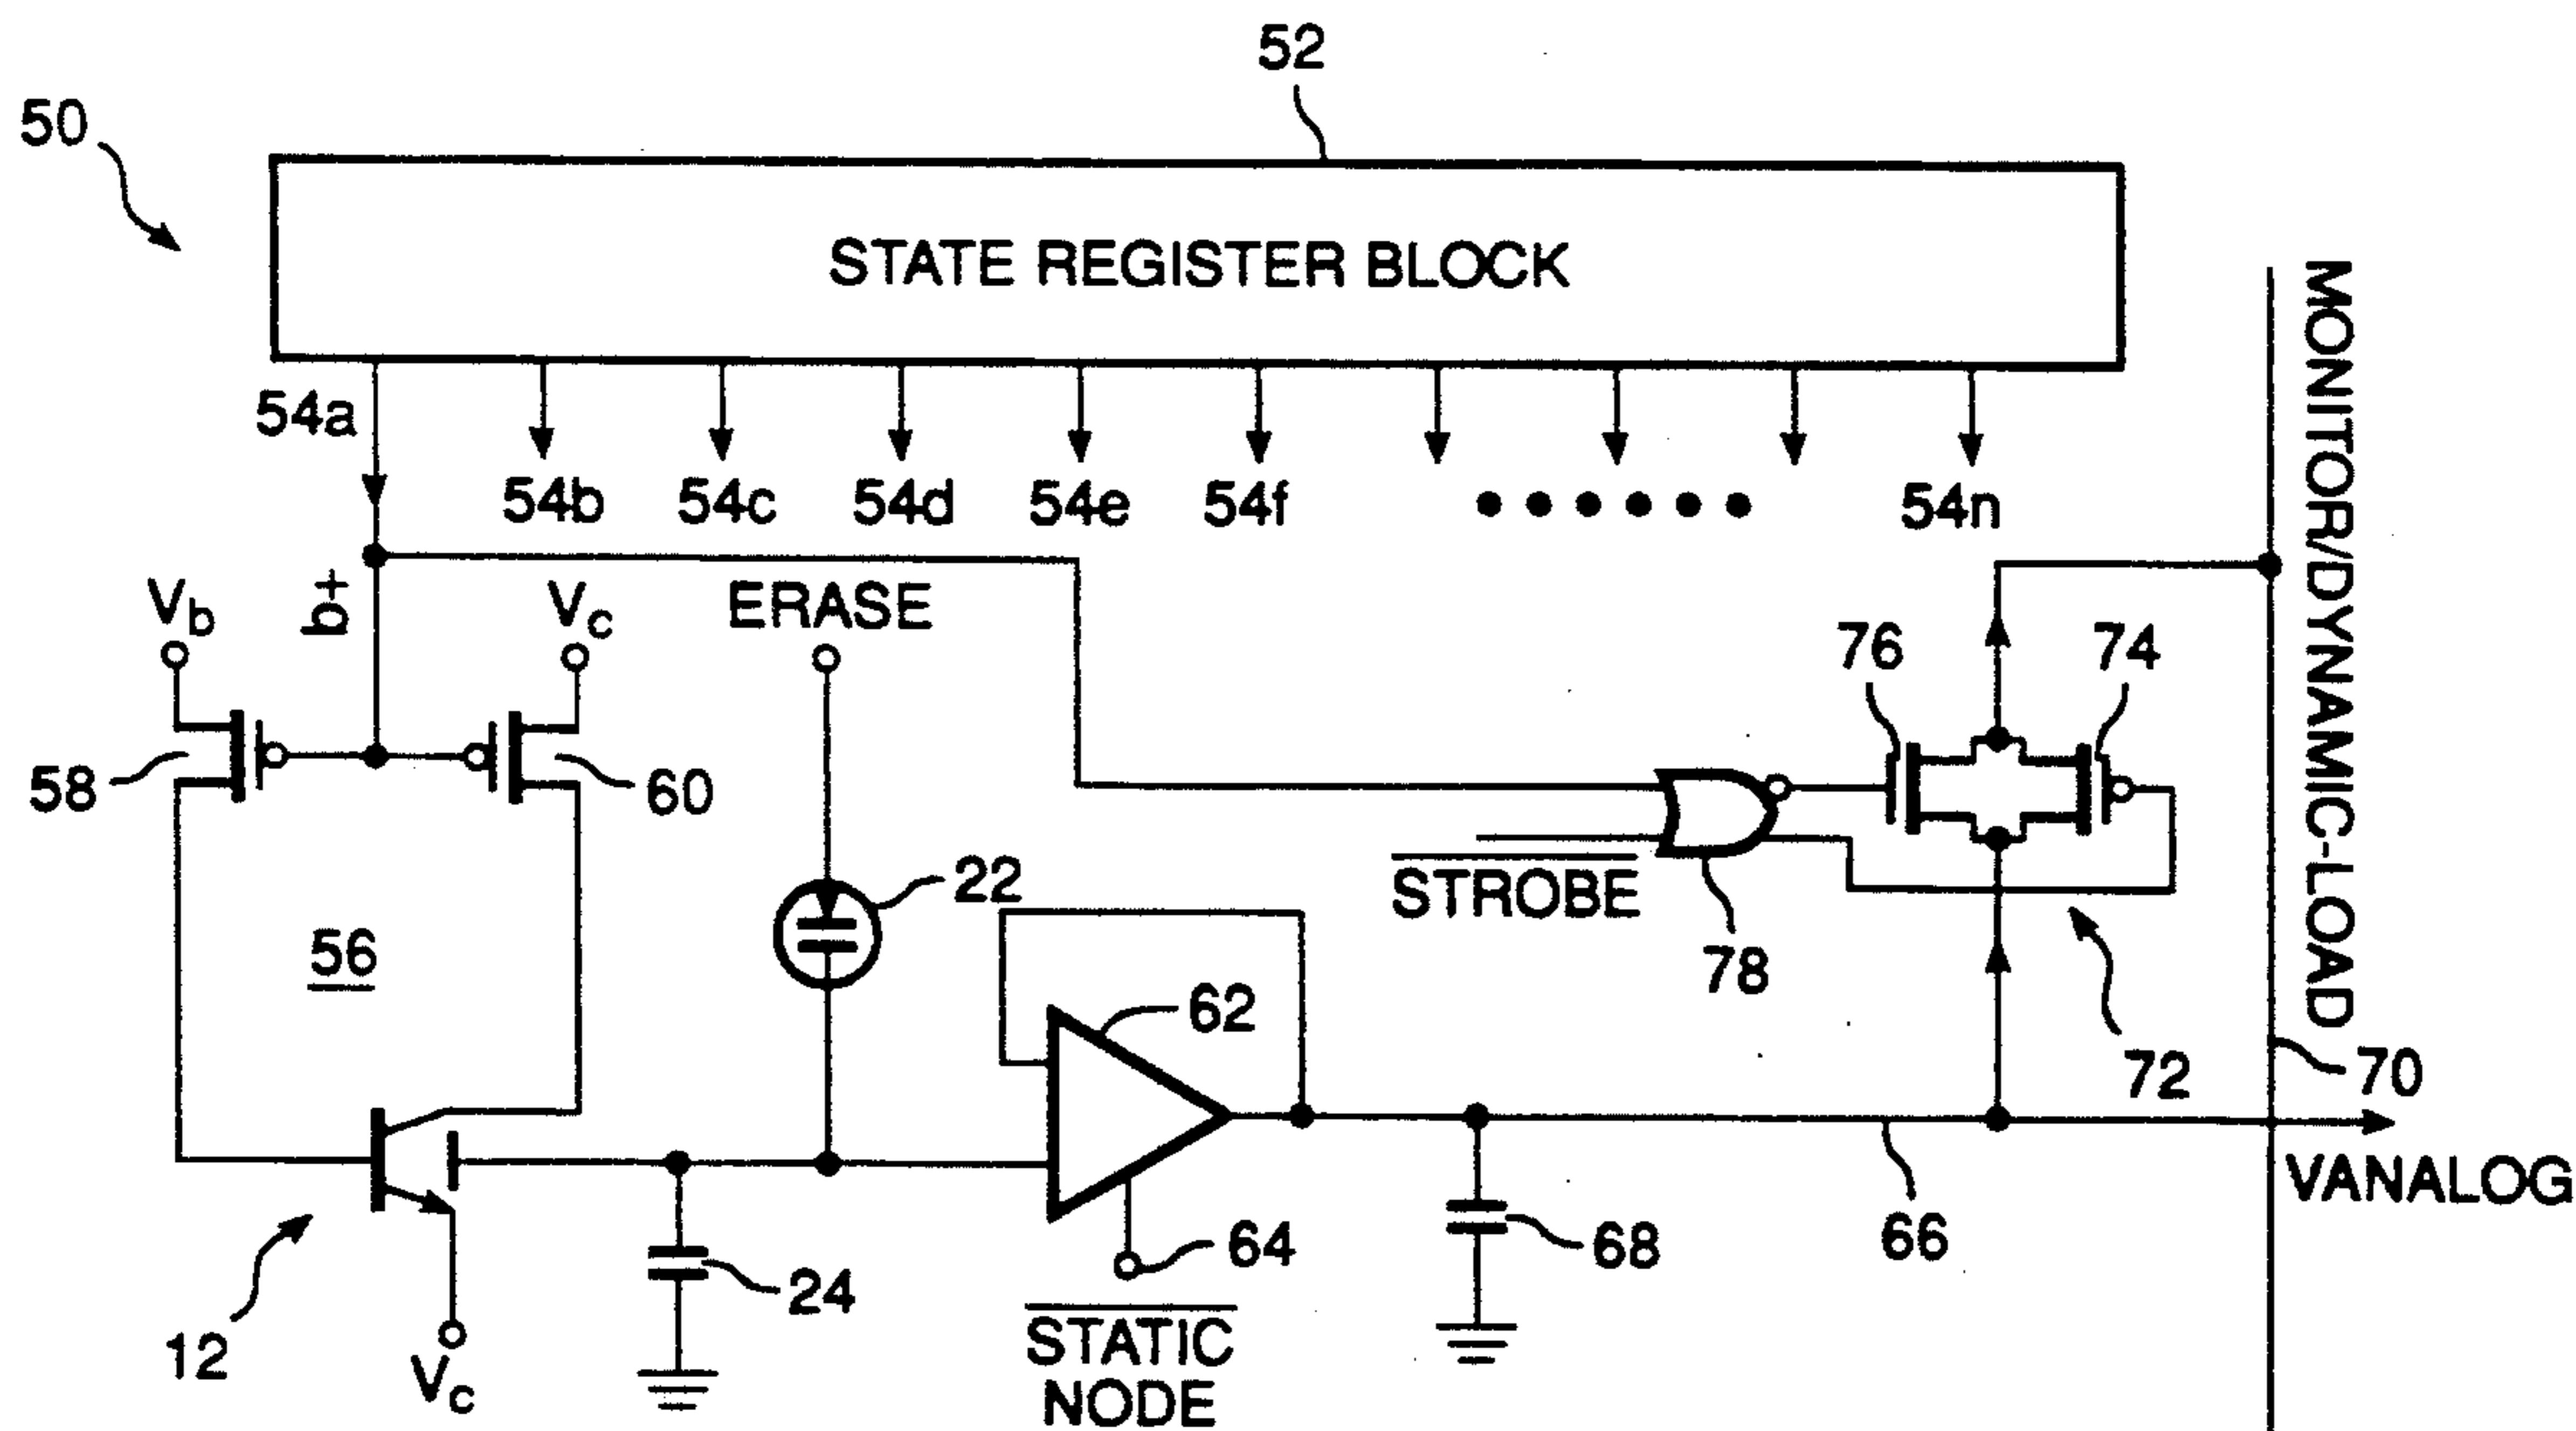 52
50
STATE REGISTER BLOCK
MONITOR/DYNAMIC-LOAD
54a
54b 54c 54d 54e 54f 54n
Vb
b+
Vc
ERASE
76
74
58
60
22
STROBE
78
56
62
72
70
VANALOG
66
64
68
24
12
Vc
STATIC
NODE